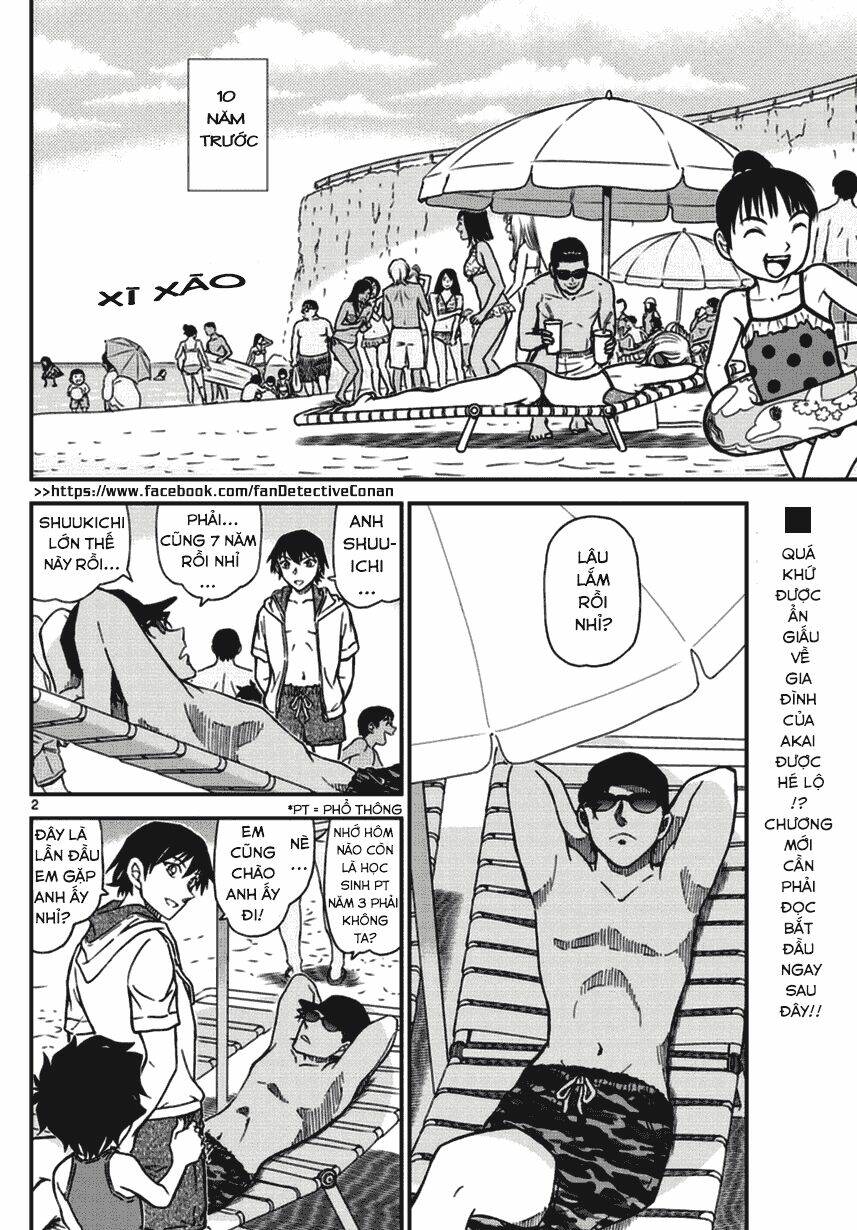 10
NĂM
TRƯỚC
XĨ XÃO
>>https://www.facebook.com/fanDetectiveConan
LÂU
LẮM
RỒI
NHỈ?
ANH
SHUU-
ICHI
PHẢI...
CŨNG 7 NĂM
RỒI NHỈ
...
SHUUKICHI
LỚN THẾ
NÀY RỒI...
2
*PT = PHỔ THÔNG
NHỚ HÔM
NÀO CÒN
LÀ HỌC
SINH PT
NĂM 3 PHẢI
KHÔNG
TA?
NÈ
...
EM
CŨNG
CHÀO
ANH ẤY
ĐI!
ĐÂY LÀ
LẦN ĐẦU
EM GẶP
ANH ẤY
NHỈ?
QUÁ
KHỨ
ĐƯỢC
ẨN
GIẤU
VỀ
GIA
ĐÌNH
CỦA
AKAI
ĐƯỢC
HÉ LỘ
!?
CHƯƠNG
MỚI
CẦN
PHẢI
ĐỌC
BẮT
ĐẦU
NGAY
SAU
ĐÂY!!